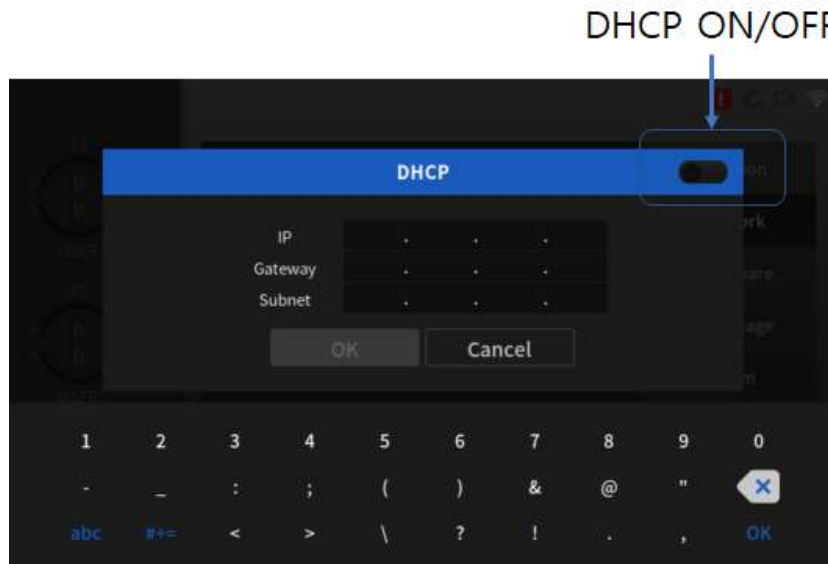 DHCP ON/OFF
DHCP
IP . . .
Gateway . . .
Subnet . . .
OK Cancel
1 2 3 4 5 6 7 8 9 0
- _ : ; ( ) & @ "
abc #+= < > \ ? ! . , OK